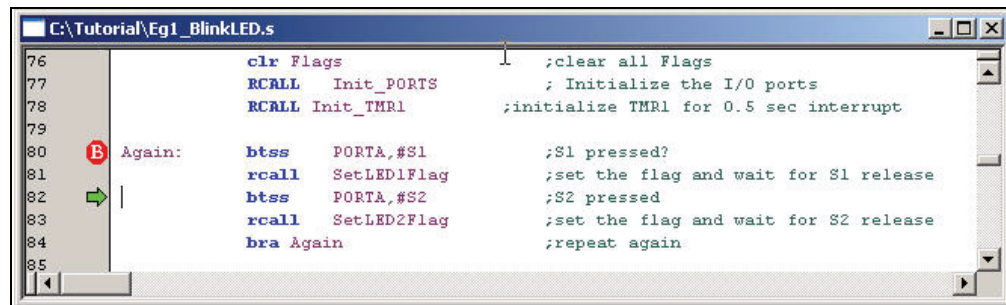 C:\Tutorial\Eg1_BlinkLED.s
76 clr Flags ;clear all Flags
77 RCALL Init_PORTS ; Initialize the I/O ports
78 RCALL Init_TMR1 ;initialize TMR1 for 0.5 sec interrupt
79
80 B Again: btss PORTA,#S1 ;S1 pressed?
81 rcall SetLED1Flag ;set the flag and wait for S1 release
82 btss PORTA,#S2 ;S2 pressed
83 rcall SetLED2Flag ;set the flag and wait for S2 release
84 bra Again ;repeat again
85